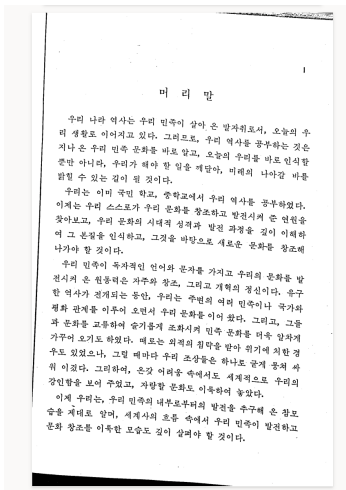 머 리 말
우리 나라 역사는 우리 민족이 살아 온 발자취로서, 오늘의 우
리 생활로 이어지고 있다. 그러므로, 우리 역사를 공부하는 것은
지나 온 우리 민족 문화를 바로 알고, 오늘의 우리를 바로 인식할
뿐만 아니라, 우리가 해야 할 일을 깨달아, 미래의 나아갈 바를
밝힐 수 있는 길이 될 것이다.
우리는 이미 국민 학교, 중학교에서 우리 역사를 공부하였다.
이제는 우리 스스로가 우리 문화를 창조하고 발전시켜 준 연원을
찾아보고, 우리 문화의 시대적 성격과 발전 과정을 깊이 이해하
여 그 본질을 인식하고, 그것을 바탕으로 새로운 문화를 창조해
나가야 할 것이다.
우리 민족이 독자적인 언어와 문자를 가지고 우리의 문화를 발
전시켜 온 원동력은 자주와 창조, 그리고 개혁의 정신이다. 유구
한 역사가 전개되는 동안, 우리는 주변의 여러 민족이나 국가와
평화 관계를 이루어 오면서 우리 문화를 이어 왔다. 그리고, 그들
과 문화를 교류하여 슬기롭게 조화시켜 민족 문화를 더욱 알차게
가꾸어 오기도 하였다. 때로는 외적의 침략을 받아 위기에 처한 경
우도 있었으나, 그럴 때마다 우리 조상들은 하나로 굳게 뭉쳐 싸
워 이겼다. 그리하여, 온갖 어려움 속에서도 세계적으로 우리의
강인함을 보여 주었고, 자랑할 문화도 이룩하여 놓았다.
이제 우리는, 우리 민족의 내부로부터의 발전을 추구해 온 참모
습을 제대로 알며, 세계사의 흐름 속에서 우리 민족이 발전하고
문화 창조를 이룩한 모습도 깊이 살펴야 할 것이다.